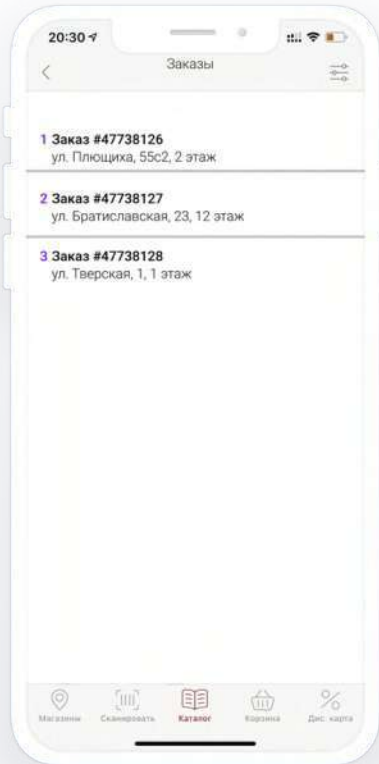 20:30
Заказы
1 Заказ #47738126
ул. Плющиха, 55с2, 2 этаж
2 Заказ #47738127
ул. Братиславская, 23, 12 этаж
3 Заказ #47738128
ул. Тверская, 1, 1 этаж
Магазины Сканировать Каталог Корзина Дис. карта